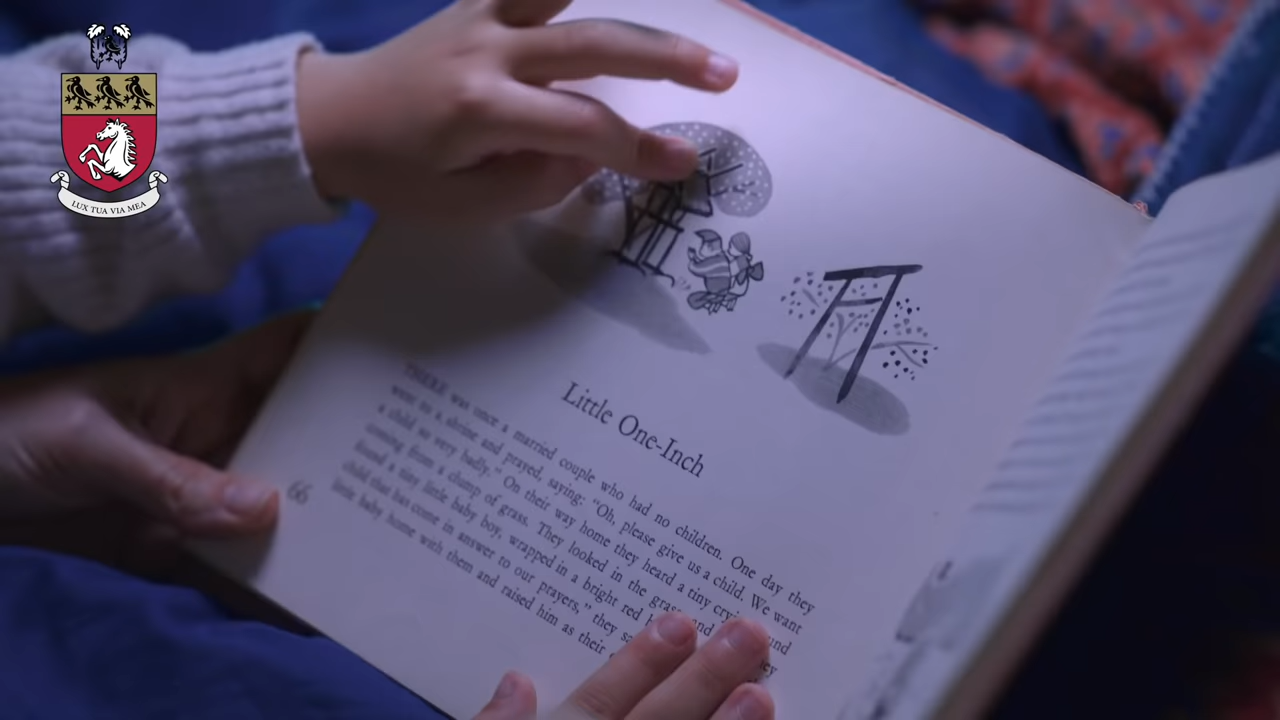 LUX TUA VIA MEA
Little One-Inch
THERE was once a married couple who had no children. One day they
went to a shrine and prayed, saying: "Oh, please give us a child. We want
a child so very badly." On their way home they heard a tiny
coming from a clump of grass. They looked in the grass and
found a tiny little baby boy, wrapped in a bright red
child that has come in answer to our prayers," they
little baby home with them and raised him as their
66